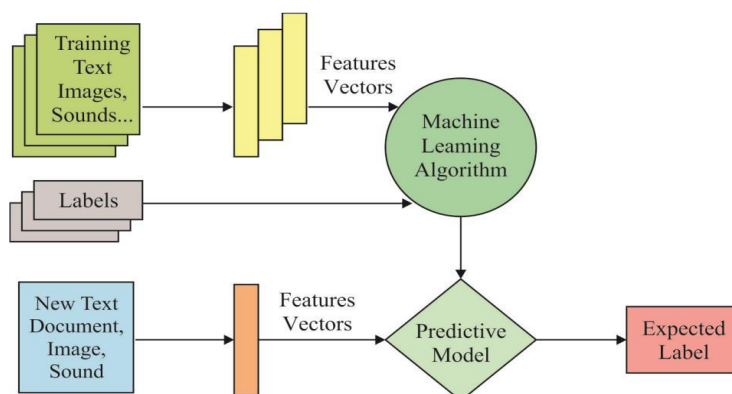 Training
Text
Images,
Sounds...
Features
Vectors
Machine
Leaming
Algorithm
Labels
New Text
Document,
Image,
Sound
Features
Vectors
Predictive
Model
Expected
Label